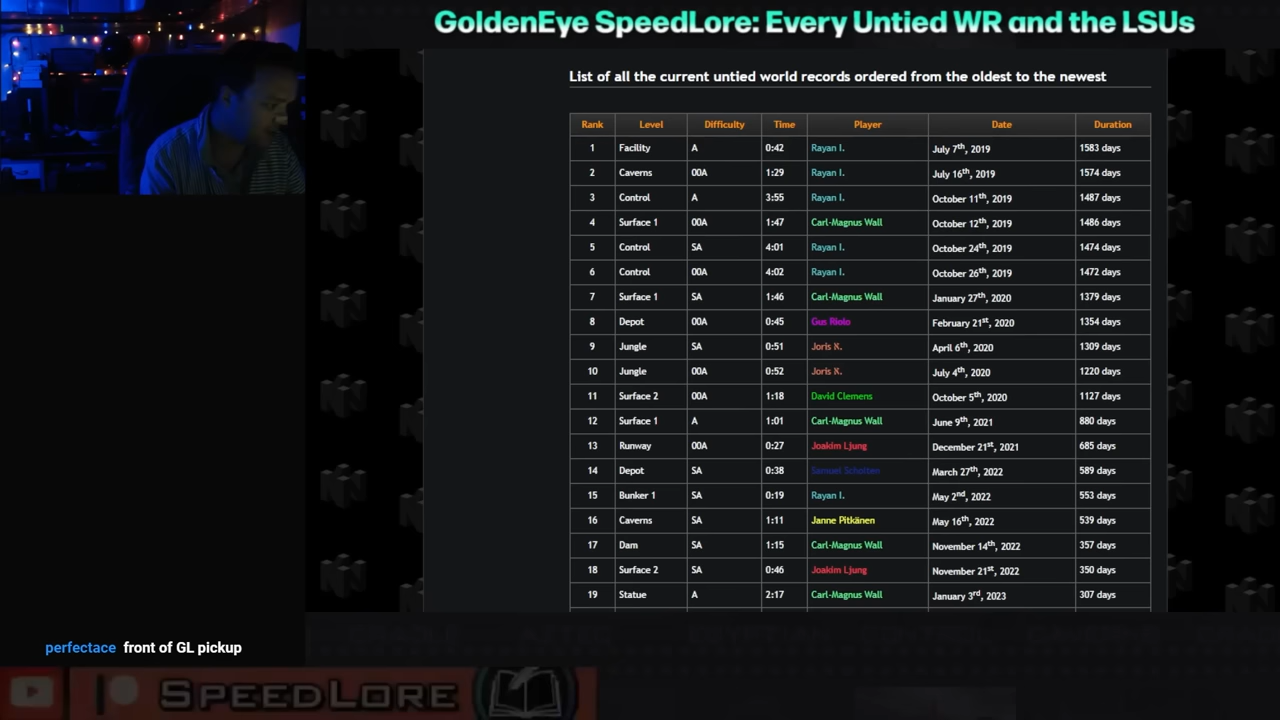 GoldenEye SpeedLore: Every Untied WR and the LSUs
List of all the current untied world records ordered from the oldest to the newest
Rank Level Difficulty Time Player Date Duration
1 Facility A 0:42 Rayan I. July 7th, 2019 1583 days
2 Caverns 00A 1:29 Rayan I. July 16th, 2019 1574 days
3 Control A 3:55 Rayan I. October 11th, 2019 1487 days
4 Surface 1 00A 1:47 Carl-Magnus Wall October 12th, 2019 1486 days
5 Control SA 4:01 Rayan I. October 24th, 2019 1474 days
6 Control 00A 4:02 Rayan I. October 26th, 2019 1472 days
7 Surface 1 SA 1:46 Carl-Magnus Wall January 27th, 2020 1379 days
8 Depot 00A 0:45 Gus Riolo February 21st, 2020 1354 days
9 Jungle SA 0:51 Joris X. April 6th, 2020 1309 days
10 Jungle 00A 0:52 Joris X. July 4th, 2020 1220 days
11 Surface 2 00A 1:18 David Clemens October 5th, 2020 1127 days
12 Surface 1 A 1:01 Carl-Magnus Wall June 9th, 2021 880 days
13 Runway 00A 0:27 Joakim Ljung December 21st, 2021 685 days
14 Depot SA 0:38 Samuel Scholten March 27th, 2022 589 days
15 Bunker 1 SA 0:19 Rayan I. May 2nd, 2022 553 days
16 Caverns SA 1:11 Janne Pitkänen May 16th, 2022 539 days
17 Dam SA 1:15 Carl-Magnus Wall November 14th, 2022 357 days
18 Surface 2 SA 0:46 Joakim Ljung November 21st, 2022 350 days
19 Statue A 2:17 Carl-Magnus Wall January 3rd, 2023 307 days
perfectace front of GL pickup
SPEEDLORE